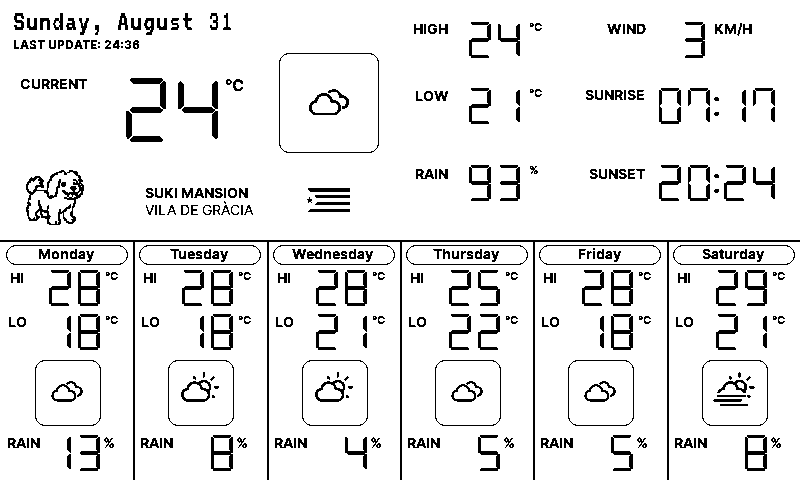 Sunday, August 31
LAST UPDATE: 24:36
CURRENT 24 °C
HIGH 24 °C
WIND 3 KM/H
LOW 21 °C
SUNRISE 07:17
RAIN 93 %
SUNSET 20:24
SUKI MANSION
VILA DE GRÀCIA
Monday
HI 28 °C
LO 18 °C
RAIN 13 %
Tuesday
HI 28 °C
LO 18 °C
RAIN 8 %
Wednesday
HI 28 °C
LO 21 °C
RAIN 4 %
Thursday
HI 25 °C
LO 22 °C
RAIN 5 %
Friday
HI 28 °C
LO 18 °C
RAIN 5 %
Saturday
HI 29 °C
LO 21 °C
RAIN 8 %